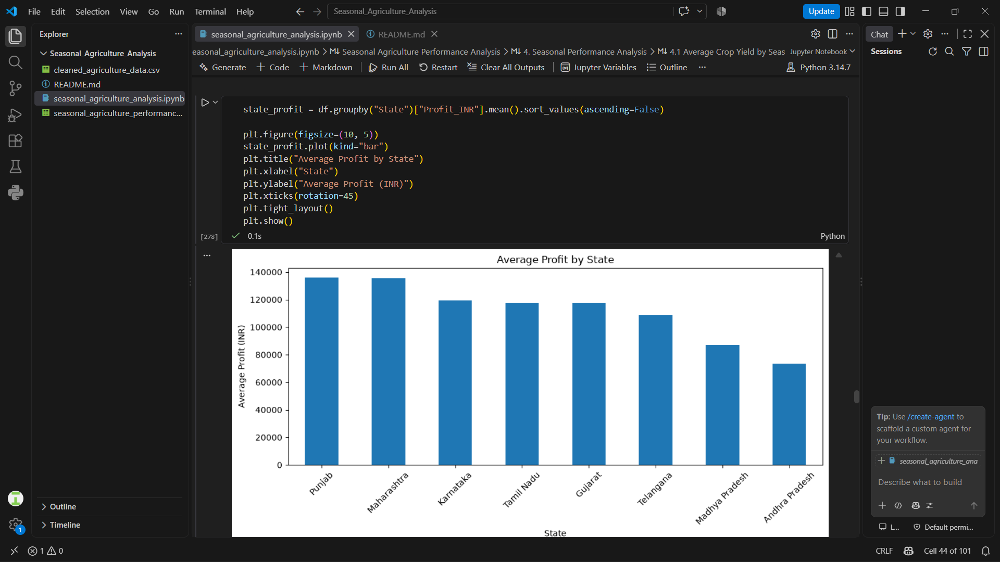 File Edit Selection View Go Run Terminal Help
Seasonal_Agriculture_Analysis
Update
Explorer
Seasonal_Agriculture_Analysis
cleaned_agriculture_data.csv
README.md
seasonal_agriculture_analysis.ipynb
seasonal_agriculture_performanc...
Outline
Timeline
1
seasonal_agriculture_analysis.ipynb
README.md
easonal_agriculture_analysis.ipynb > M↓ Seasonal Agriculture Performance Analysis > M↓ 4. Seasonal Performance Analysis > M↓ 4.1 Average Crop Yield by Seas
Jupyter Notebook
Generate + Code + Markdown Run All Restart Clear All Outputs Jupyter Variables Outline ...
Python 3.14.7
state_profit = df.groupby("State")["Profit_INR"].mean().sort_values(ascending=False)
plt.figure(figsize=(10, 5))
state_profit.plot(kind="bar")
plt.title("Average Profit by State")
plt.xlabel("State")
plt.ylabel("Average Profit (INR)")
plt.xticks(rotation=45)
plt.tight_layout()
plt.show()
[278]
0.1s
Python
Average Profit by State
Average Profit (INR)
140000
120000
100000
80000
60000
40000
20000
0
Punjab
Maharashtra
Karnataka
Tamil Nadu
Gujarat
Telangana
Madhya Pradesh
Andhra Pradesh
State
Chat
Sessions
Tip: Use /create-agent to
scaffold a custom agent for
your workflow.
seasonal_agriculture_ana
Describe what to build
L...
Default permi...
1
0
CRLF
Cell 44 of 101